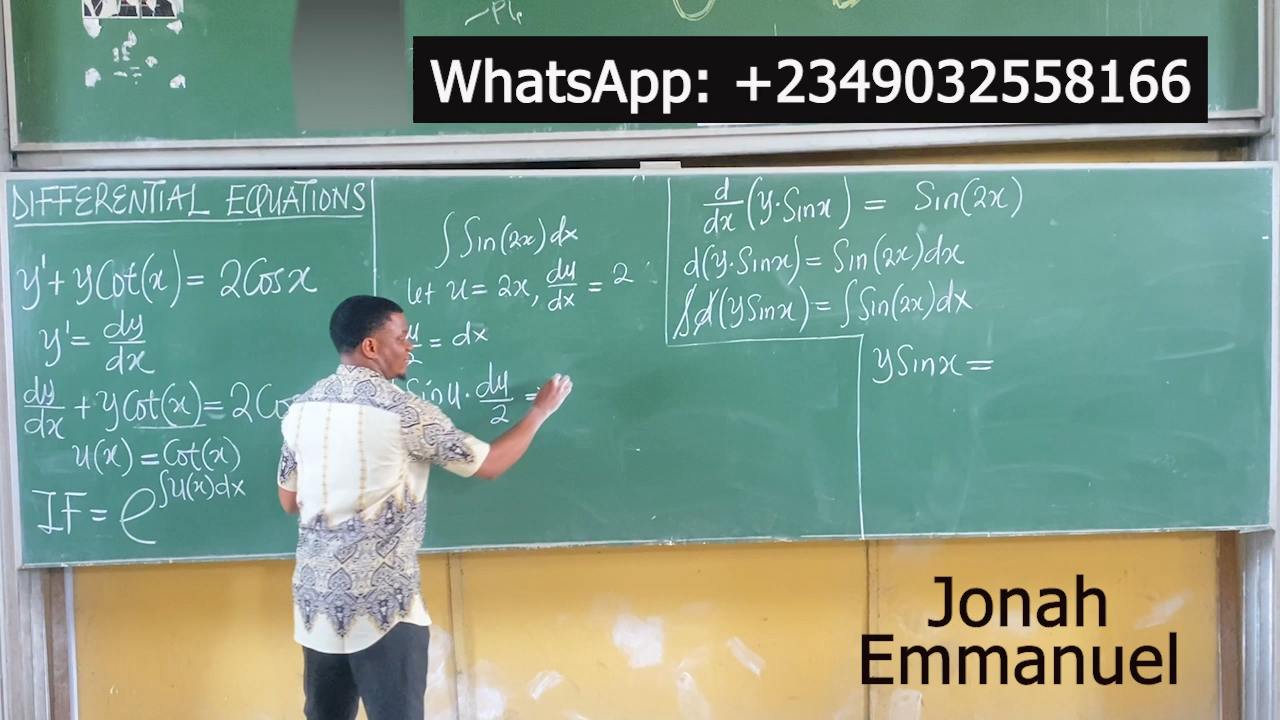 WhatsApp: +2349032558166
DIFFERENTIAL EQUATIONS
y' + yCot(x) = 2Cosx
y' = dy/dx
dy/dx + yCot(x) = 2Co
u(x) = Cot(x)
IF = e^∫u(x)dx
∫Sin(2x)dx
let u = 2x, du/dx = 2
/2 = dx
Sinu · du/2 =
d/dx (y·Sinx) = Sin(2x)
d(y·Sinx) = Sin(2x)dx
∫d(ySinx) = ∫Sin(2x)dx
ySinx =
Jonah
Emmanuel